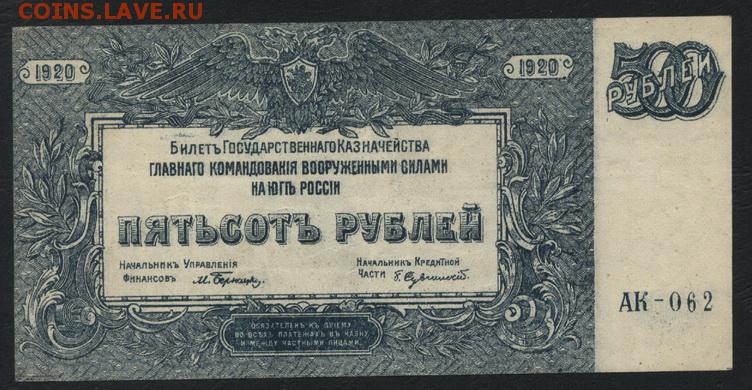 COINS.LAVE.RU
1920
1920
500
РУБЛЕЙ
БИЛЕТЪ ГОСУДАРСТВЕННАГО КАЗНАЧЕЙСТВА
ГЛАВНАГО КОМАНДОВАНІЯ ВООРУЖЕННЫМИ СИЛАМИ
НА ЮГѢ РОССІИ
ПЯТЬСОТЪ РУБЛЕЙ
НАЧАЛЬНИКЪ УПРАВЛЕНІЯ
ФИНАНСОВЪ
НАЧАЛЬНИКЪ КРЕДИТНОЙ
ЧАСТИ
АК-062
ОБЯЗАТЕЛЕНЪ КЪ ПРІЕМУ
ВО ВСѢХЪ ПЛАТЕЖАХЪ ВЪ КАЗНУ
И МЕЖДУ ЧАСТНЫМИ ЛИЦАМИ.